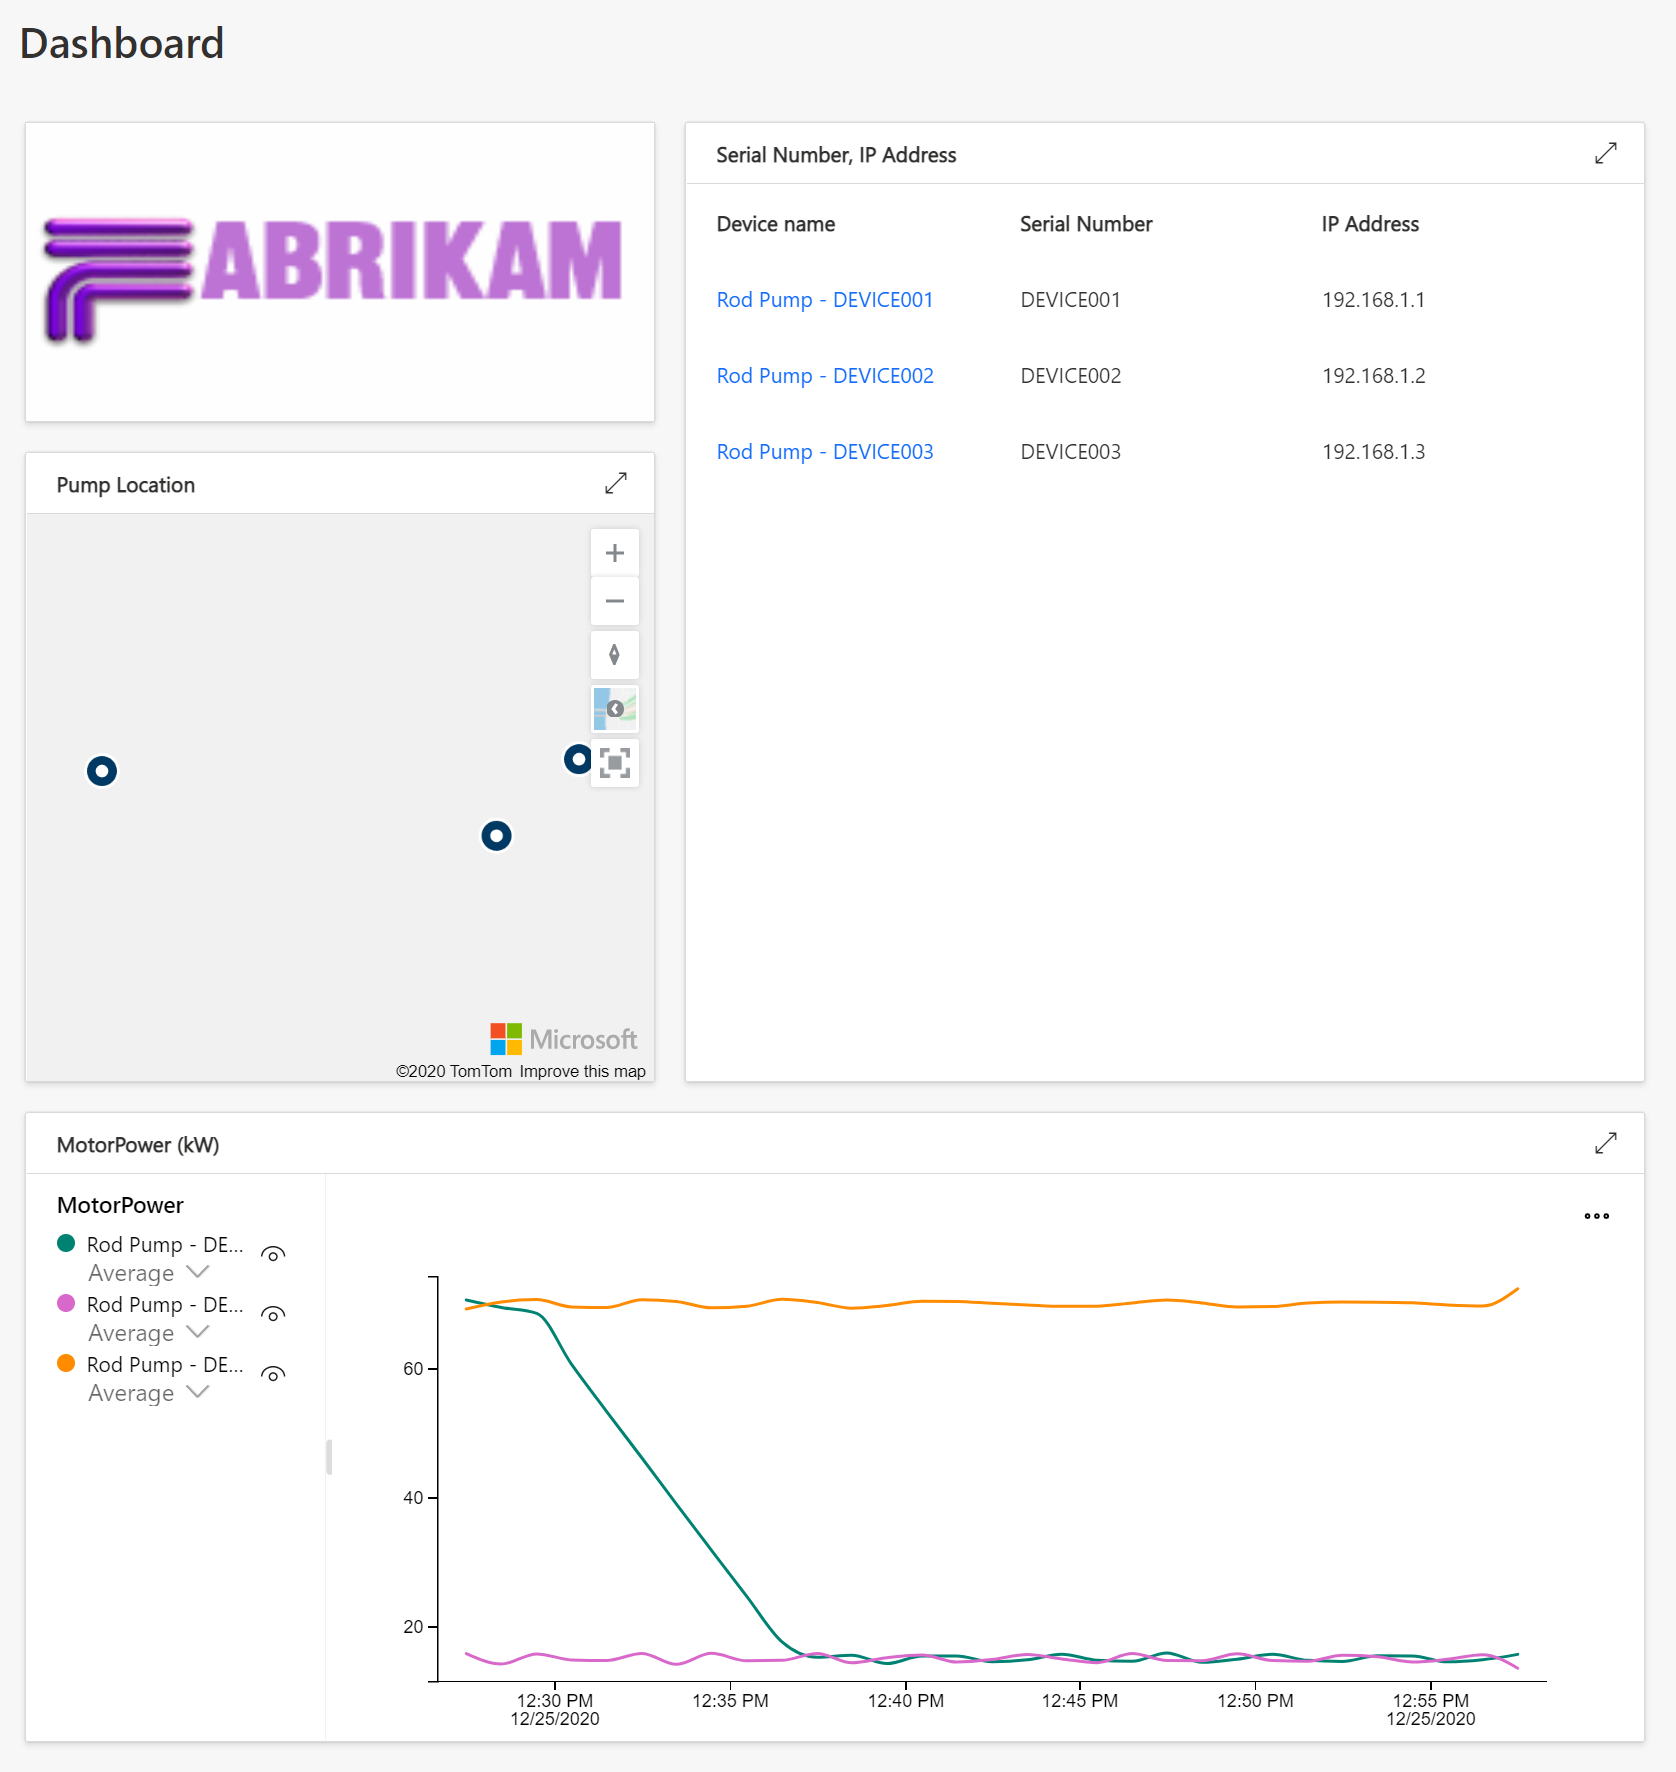 Dashboard
ABRIKAM
Serial Number, IP Address
Device name Serial Number IP Address
Rod Pump - DEVICE001 DEVICE001 192.168.1.1
Rod Pump - DEVICE002 DEVICE002 192.168.1.2
Rod Pump - DEVICE003 DEVICE003 192.168.1.3
Pump Location
Microsoft
©2020 TomTom Improve this map
MotorPower (kW)
MotorPower
Rod Pump - DE...
Average
Rod Pump - DE...
Average
Rod Pump - DE...
Average
60
40
20
12:30 PM 12:35 PM 12:40 PM 12:45 PM 12:50 PM 12:55 PM
12/25/2020 12/25/2020